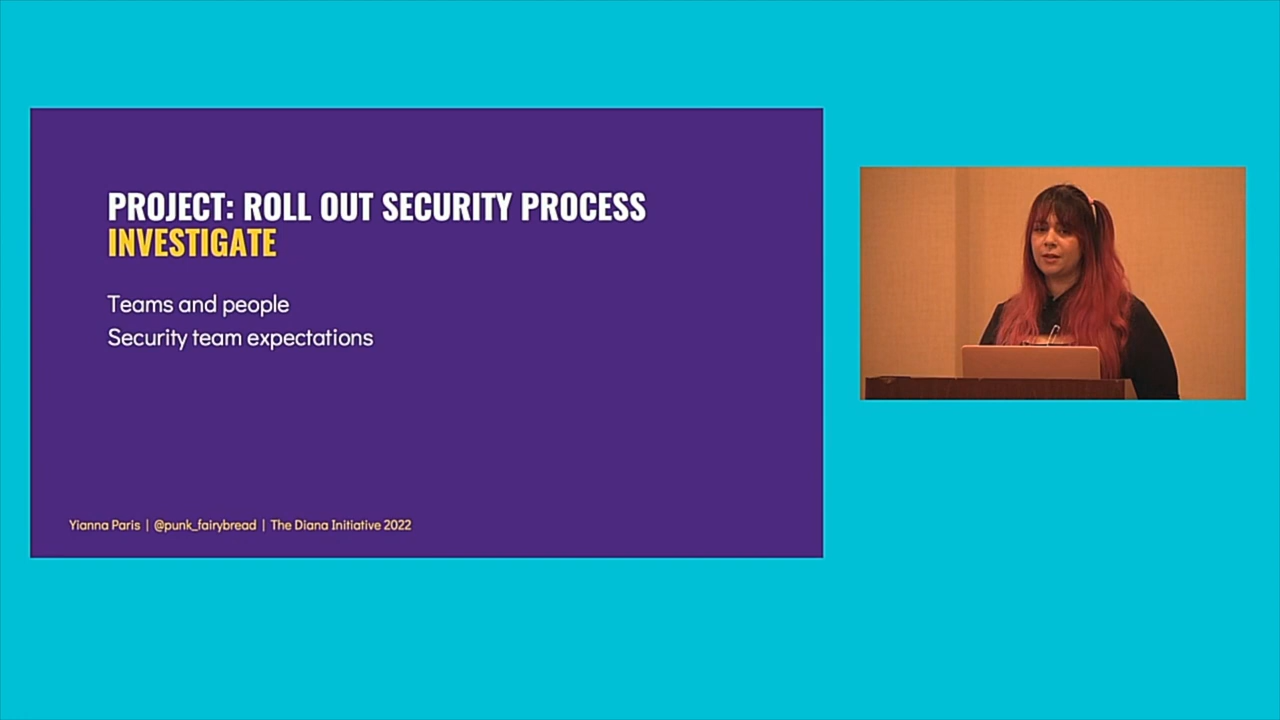 PROJECT: ROLL OUT SECURITY PROCESS
INVESTIGATE
Teams and people
Security team expectations
Yianna Paris | @punk_fairybread | The Diana Initiative 2022